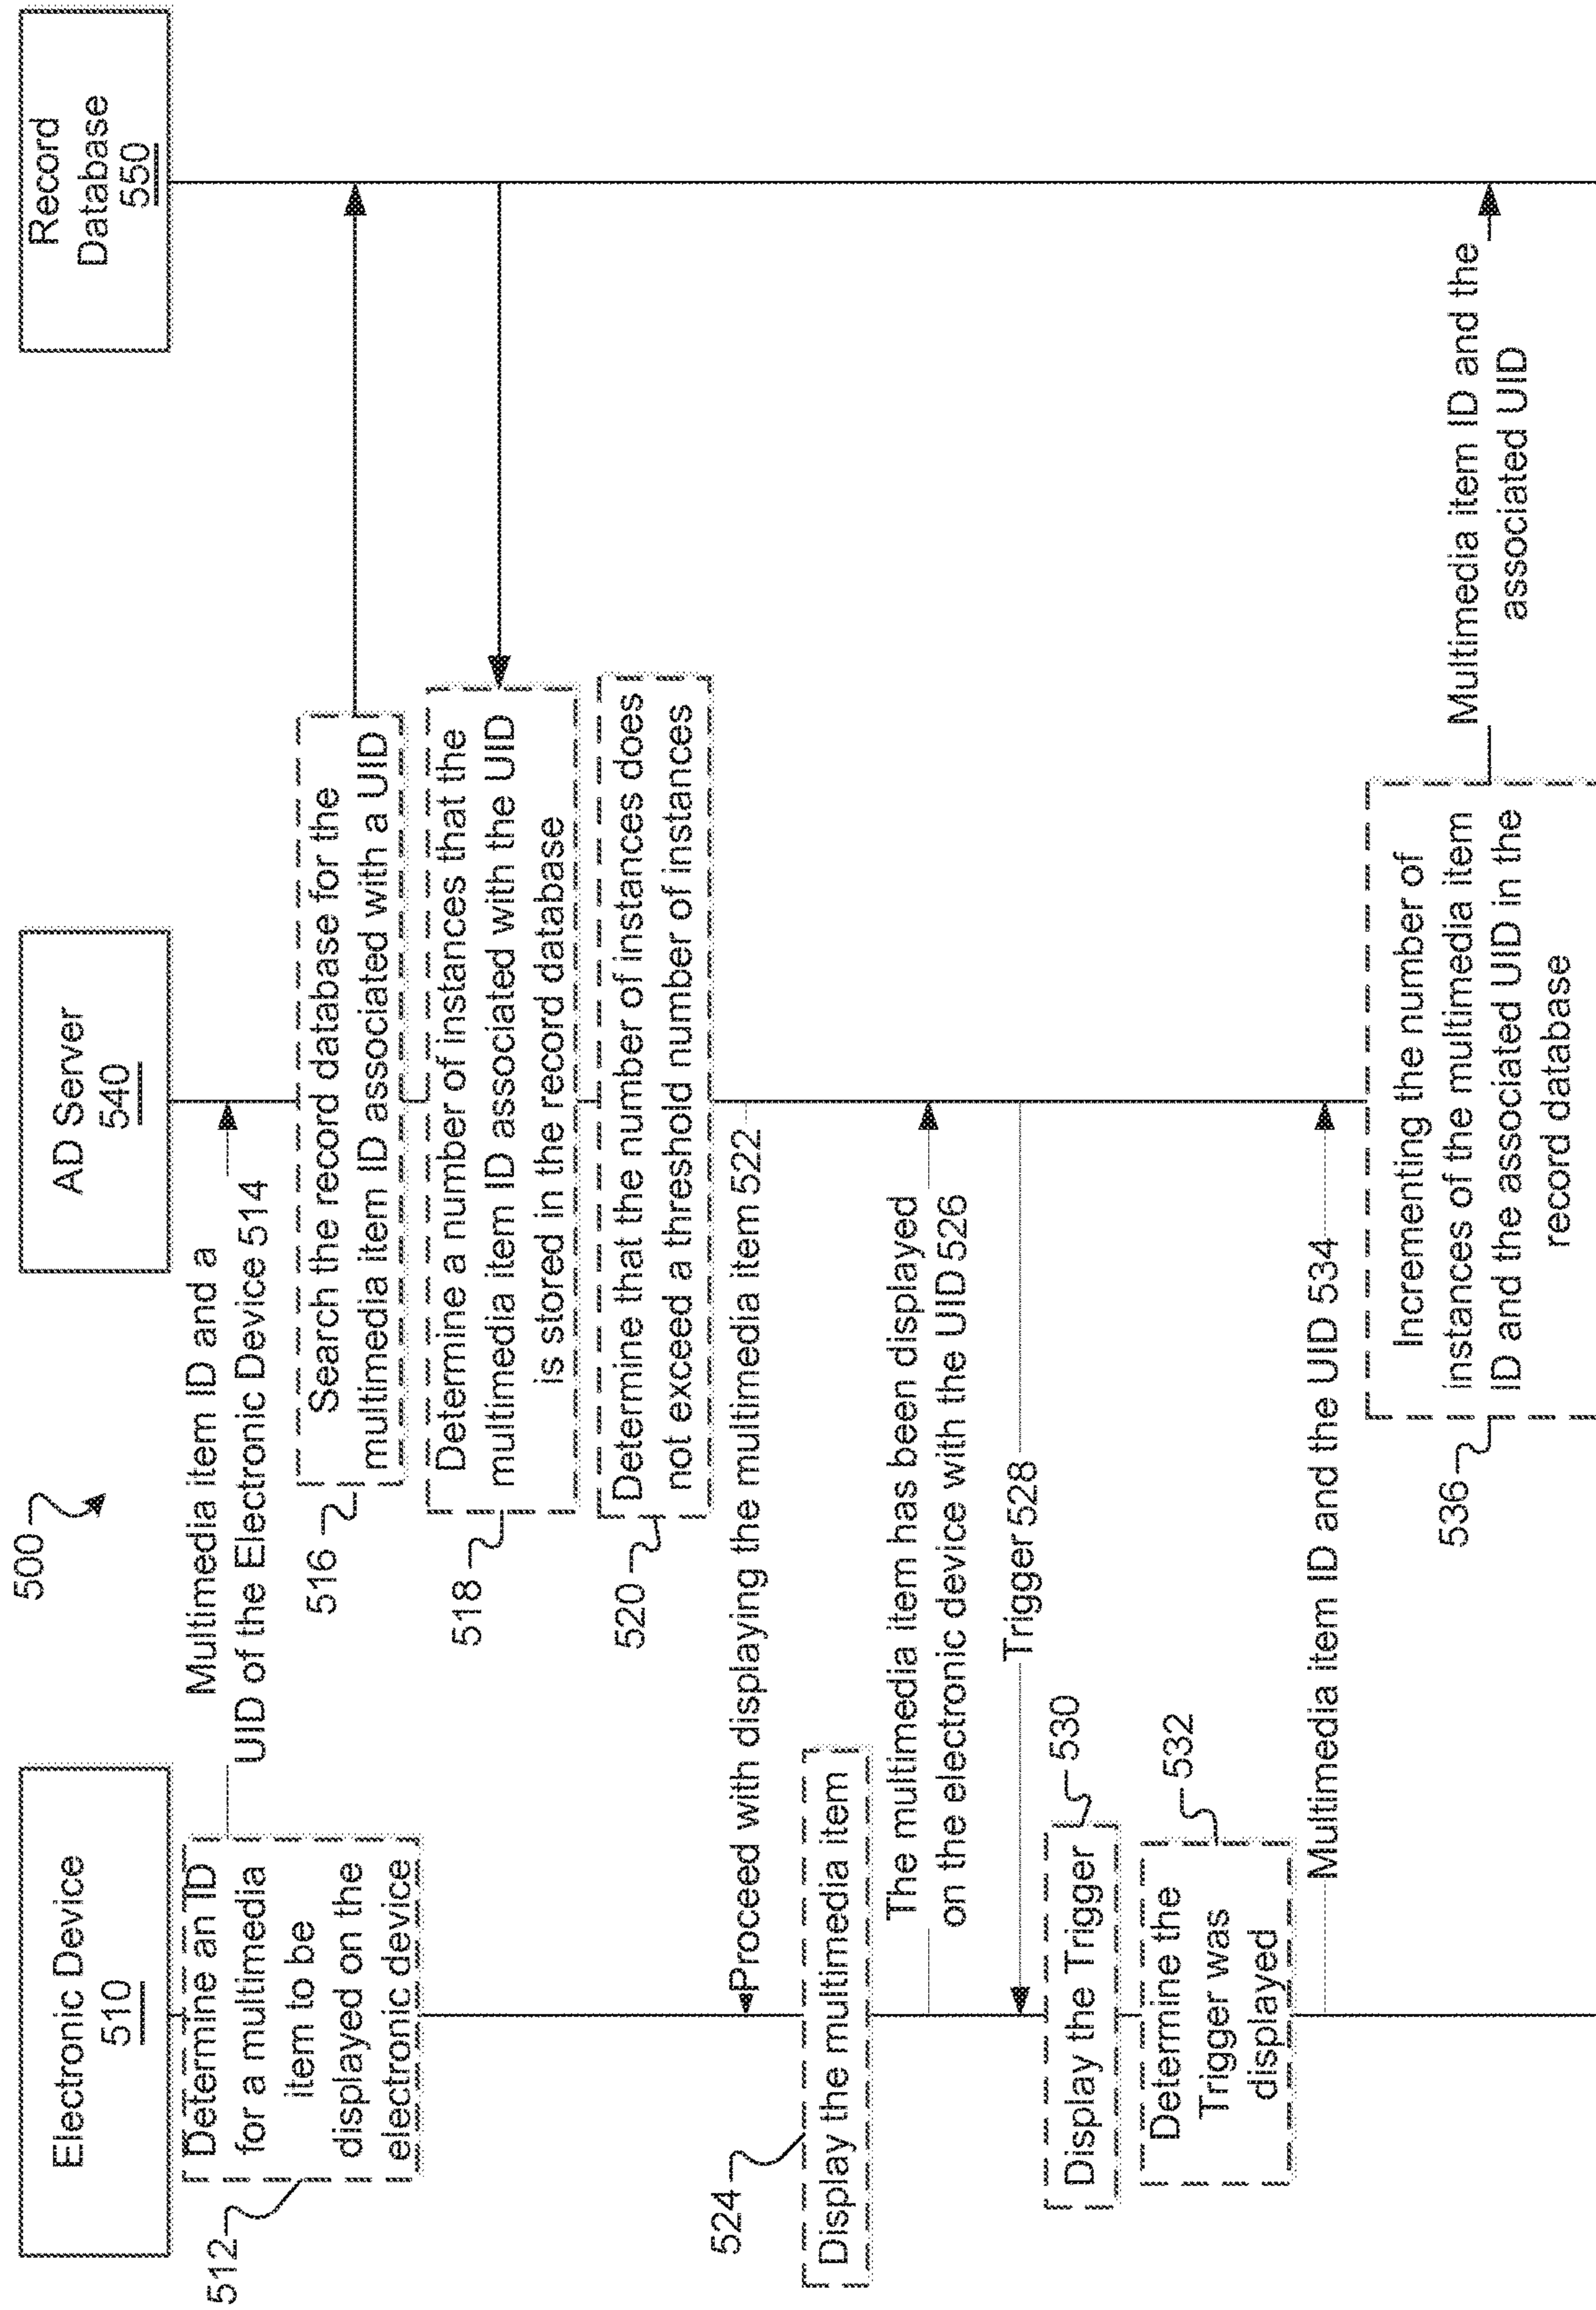 500
Electronic Device
510
AD Server
540
Record
Database
550
512
Determine an ID
for a multimedia
item to be
displayed on the
electronic device
Multimedia item ID and a
UID of the Electronic Device 514
516
Search the record database for the
multimedia item ID associated with a UID
518
Determine a number of instances that the
multimedia item ID associated with the UID
is stored in the record database
520
Determine that the number of instances does
not exceed a threshold number of instances
Proceed with displaying the multimedia item 522
524
Display the multimedia item
The multimedia item has been displayed
on the electronic device with the UID 526
Trigger 528
530
Display the Trigger
532
Determine the
Trigger was
displayed
Multimedia item ID and the UID 534
536
Incrementing the number of
instances of the multimedia item
ID and the associated UID in the
record database
Multimedia item ID and the
associated UID